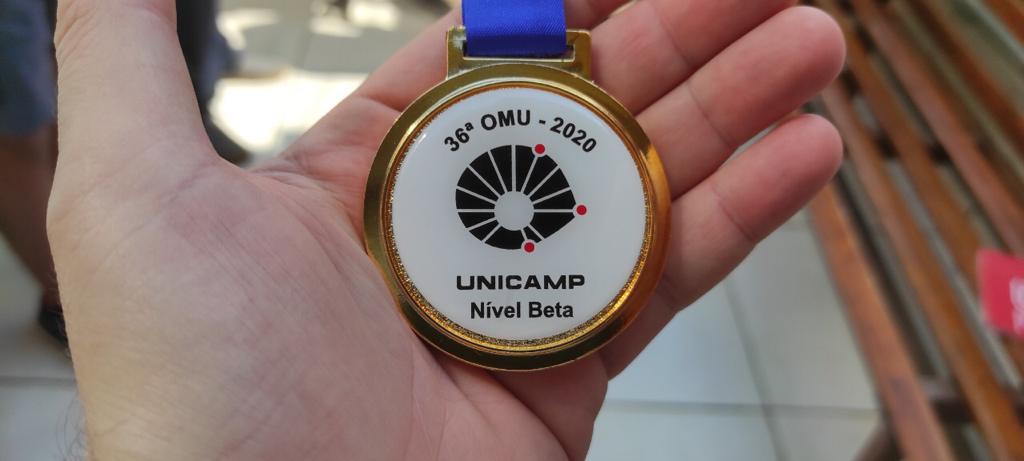 36ª OMU - 2020
UNICAMP
Nível Beta